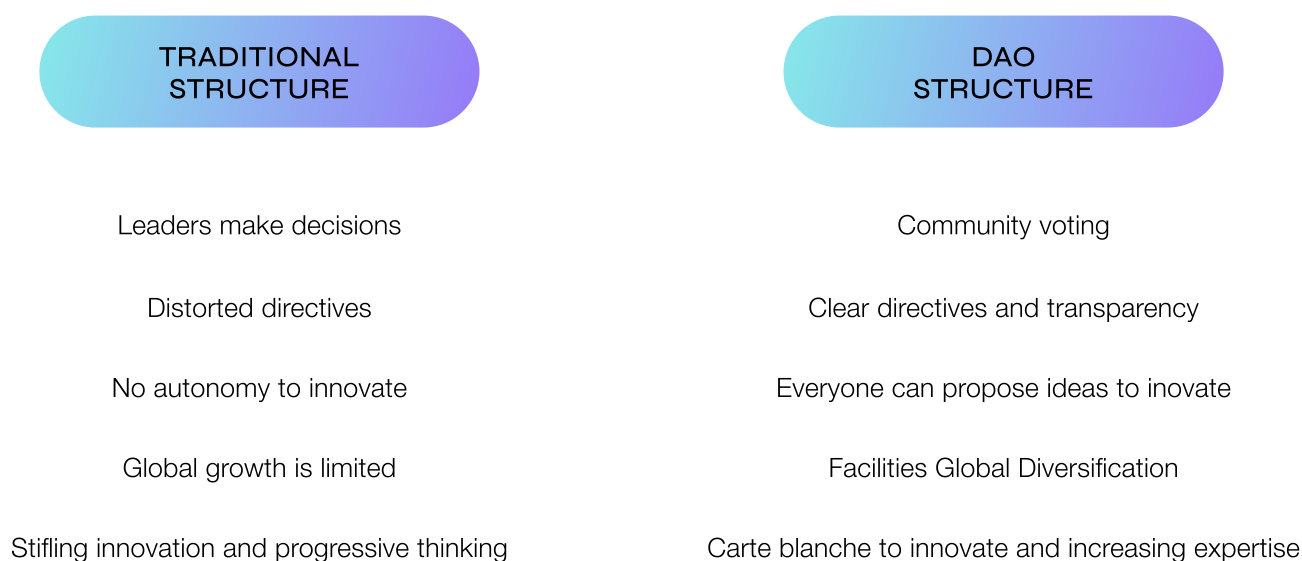 TRADITIONAL
STRUCTURE
DAO
STRUCTURE
Leaders make decisions
Community voting
Distorted directives
Clear directives and transparency
No autonomy to innovate
Everyone can propose ideas to inovate
Global growth is limited
Facilities Global Diversification
Stifling innovation and progressive thinking
Carte blanche to innovate and increasing expertise